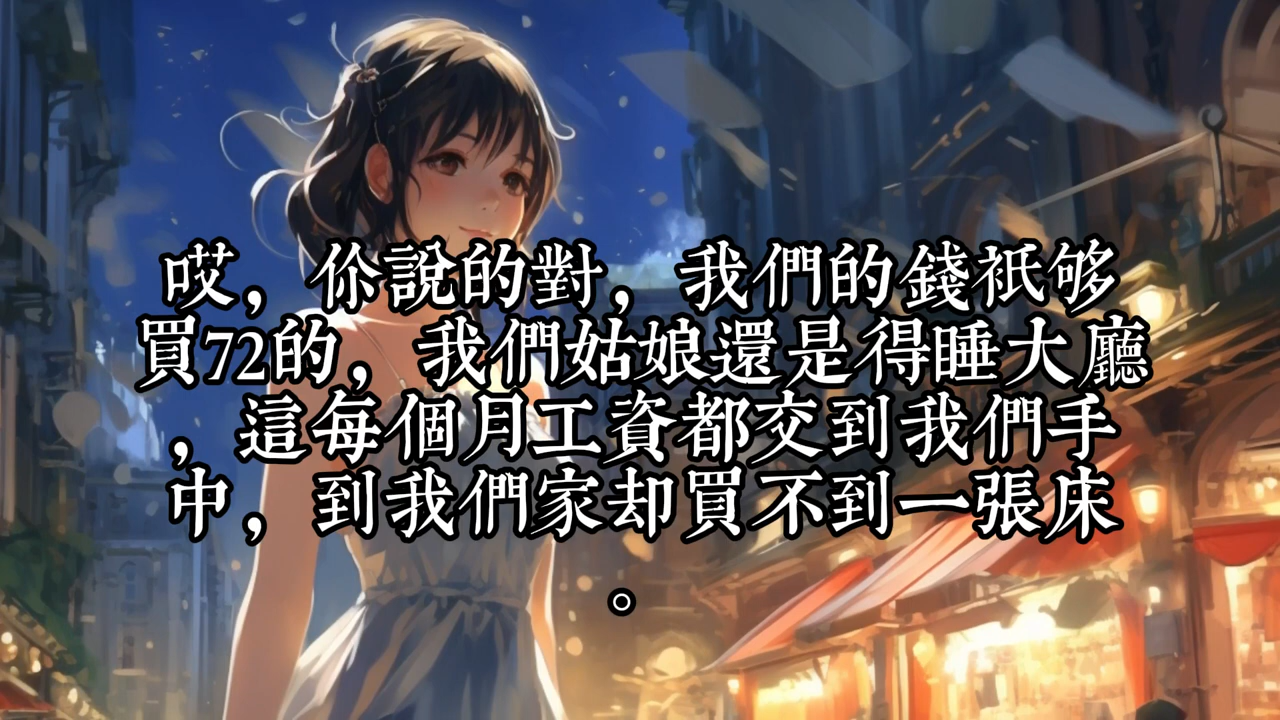 哎，你說的對，我們的錢祇够
買72的，我們姑娘還是得睡大廳
，這每個月工資都交到我們手
中，到我們家却買不到一張床
。